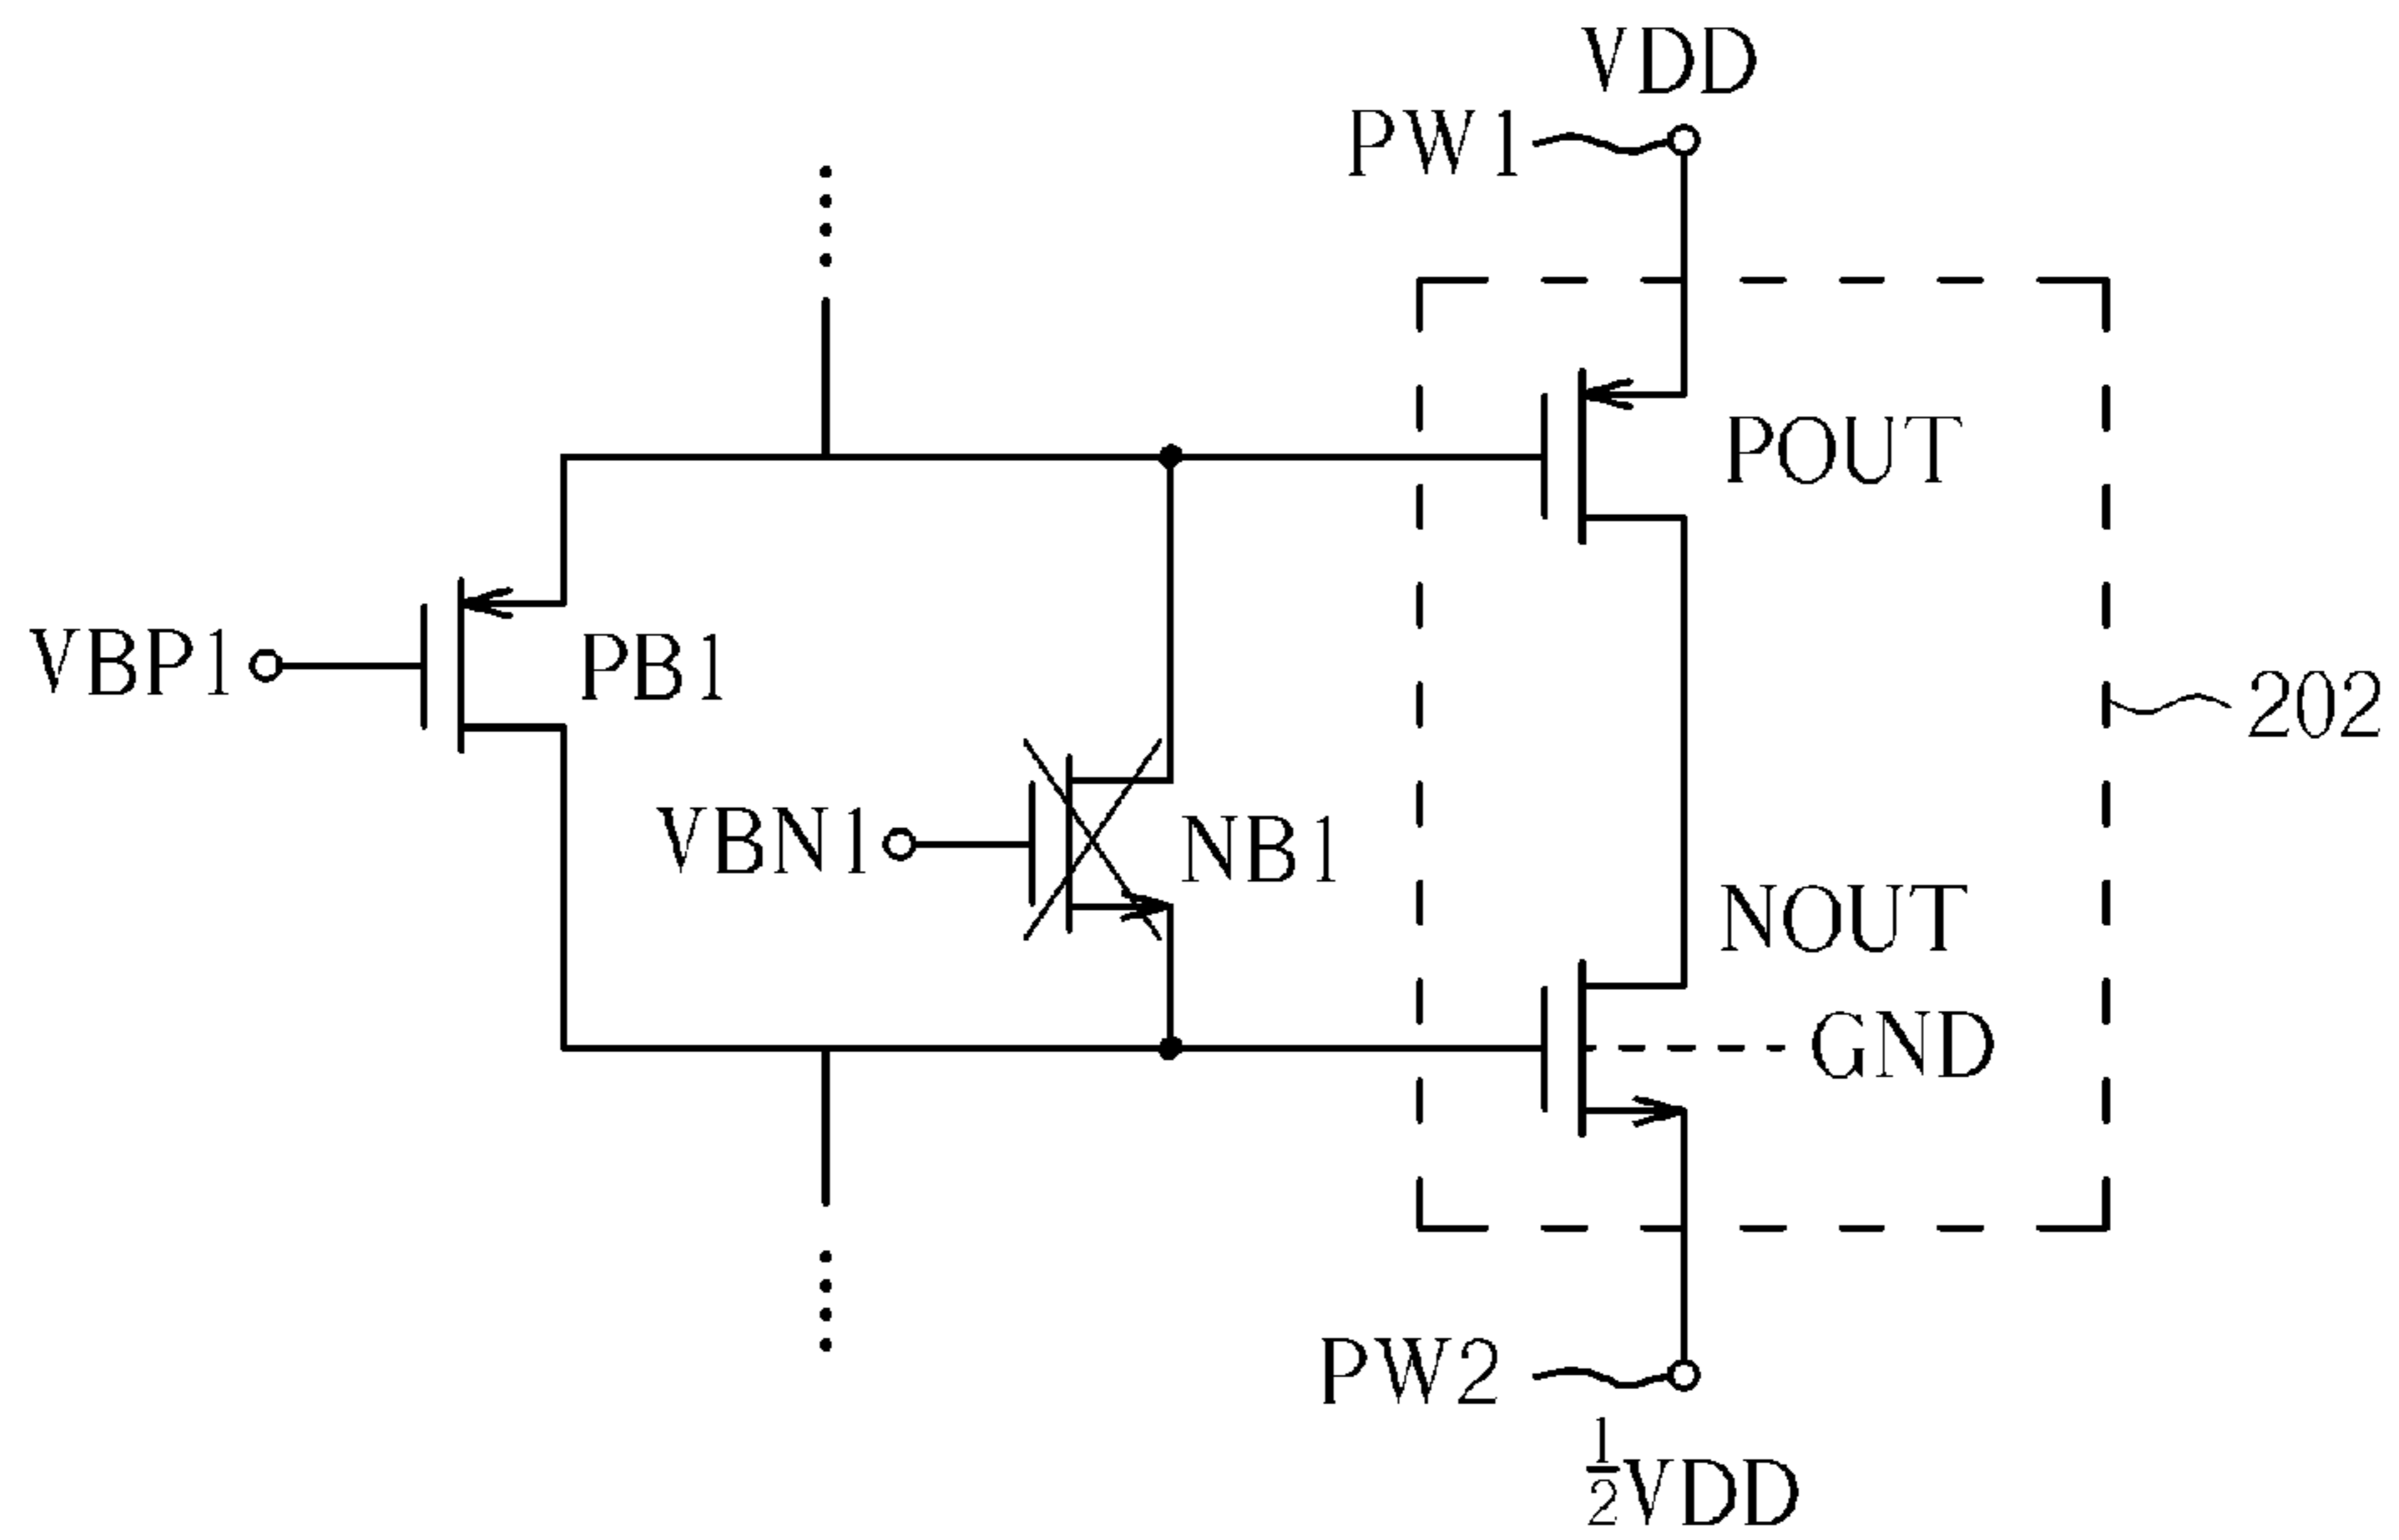 VDD
PW1
POUT
VBP1
PB1
202
VBN1
NB1
NOUT
GND
PW2
1/2VDD